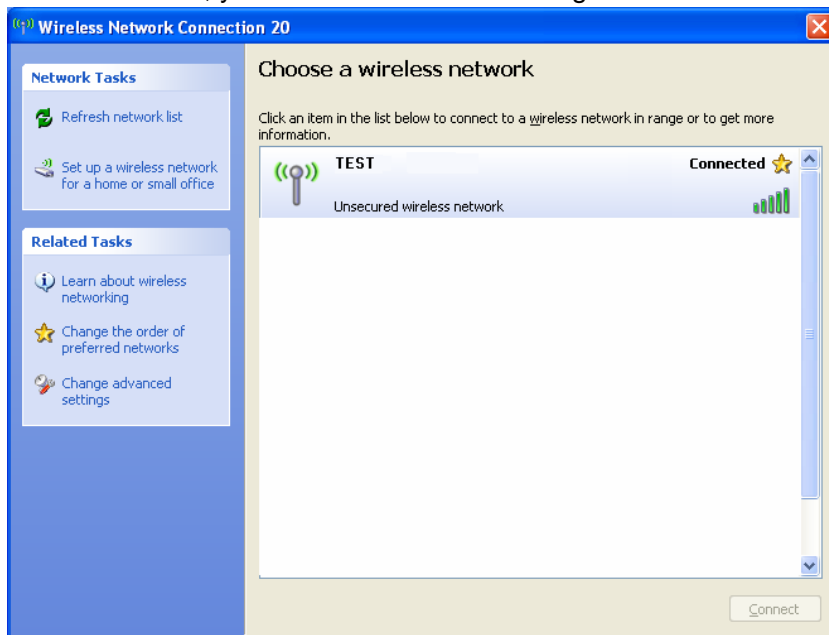 Wireless Network Connection 20
Network Tasks
Refresh network list
Set up a wireless network
for a home or small office
Related Tasks
Learn about wireless
networking
Change the order of
preferred networks
Change advanced
settings
Choose a wireless network
Click an item in the list below to connect to a wireless network in range or to get more
information.
TEST
Connected
Unsecured wireless network
Connect